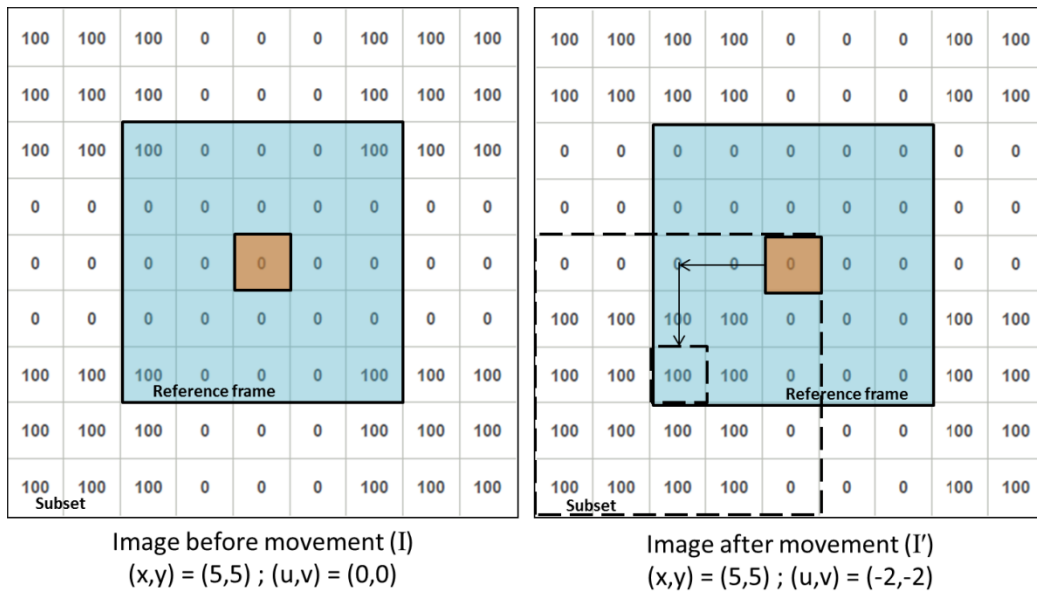 100 100 100 0 0 0 100 100 100
100 100 100 0 0 0 100 100 100
100 100 100 0 0 0 100 100 100
0 0 0 0 0 0 0 0 0
0 0 0 0 0 0 0 0 0
0 0 0 0 0 0 0 0 0
100 100 100 0 0 0 100 100 100
Reference frame
100 100 100 0 0 0 100 100 100
100 100 100 0 0 0 100 100 100
Subset
Image before movement (I)
(x,y) = (5,5) ; (u,v) = (0,0)
100 100 100 100 0 0 0 100 100
100 100 100 100 0 0 0 100 100
0 0 0 0 0 0 0 0 0
0 0 0 0 0 0 0 0 0
0 0 0 0 0 0 0 0 0
100 100 100 100 0 0 0 100 100
100 100 100 100 0 0 0 100 100
Reference frame
100 100 100 100 0 0 0 100 100
100 100 100 100 0 0 0 100 100
Subset
Image after movement (I′)
(x,y) = (5,5) ; (u,v) = (-2,-2)